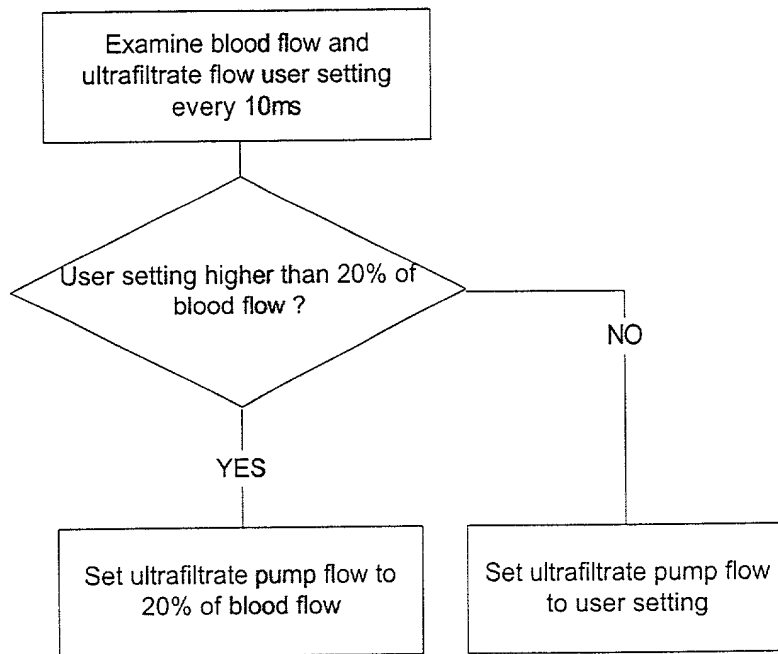 Examine blood flow and
ultrafiltrate flow user setting
every 10ms
User setting higher than 20% of
blood flow ?
NO
YES
Set ultrafiltrate pump flow to
20% of blood flow
Set ultrafiltrate pump flow
to user setting